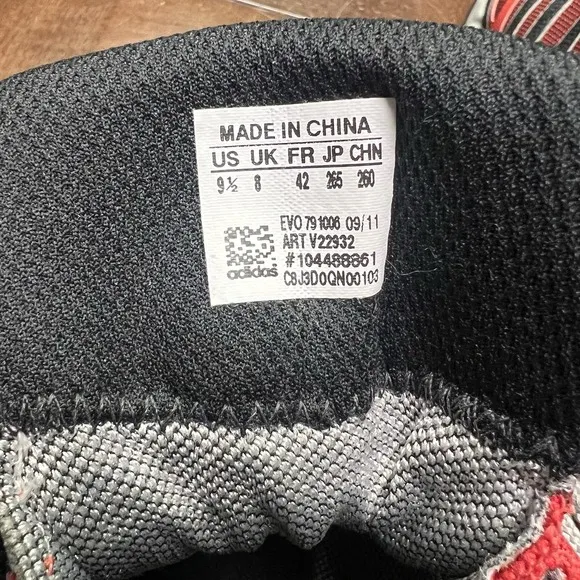 MADE IN CHINA
US UK FR JP CHN
9½ 8 42 265 260
EVO 791006 09/11
ART V22932
#104488861
adidas C8J3D0QN00103